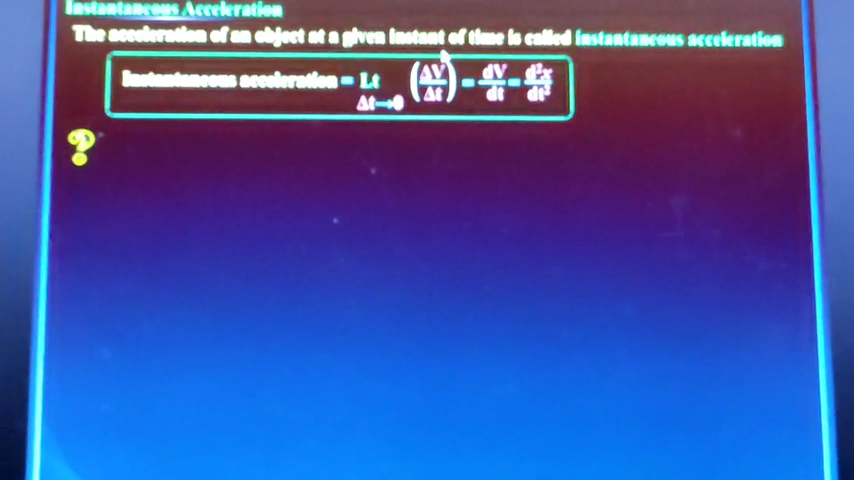 Instantaneous Acceleration
The acceleration of an object at a given instant of time is called instantaneous acceleration
Instantaneous acceleration = Lt (ΔV/Δt) = dV/dt = d²x/dt²
Δt→0
?